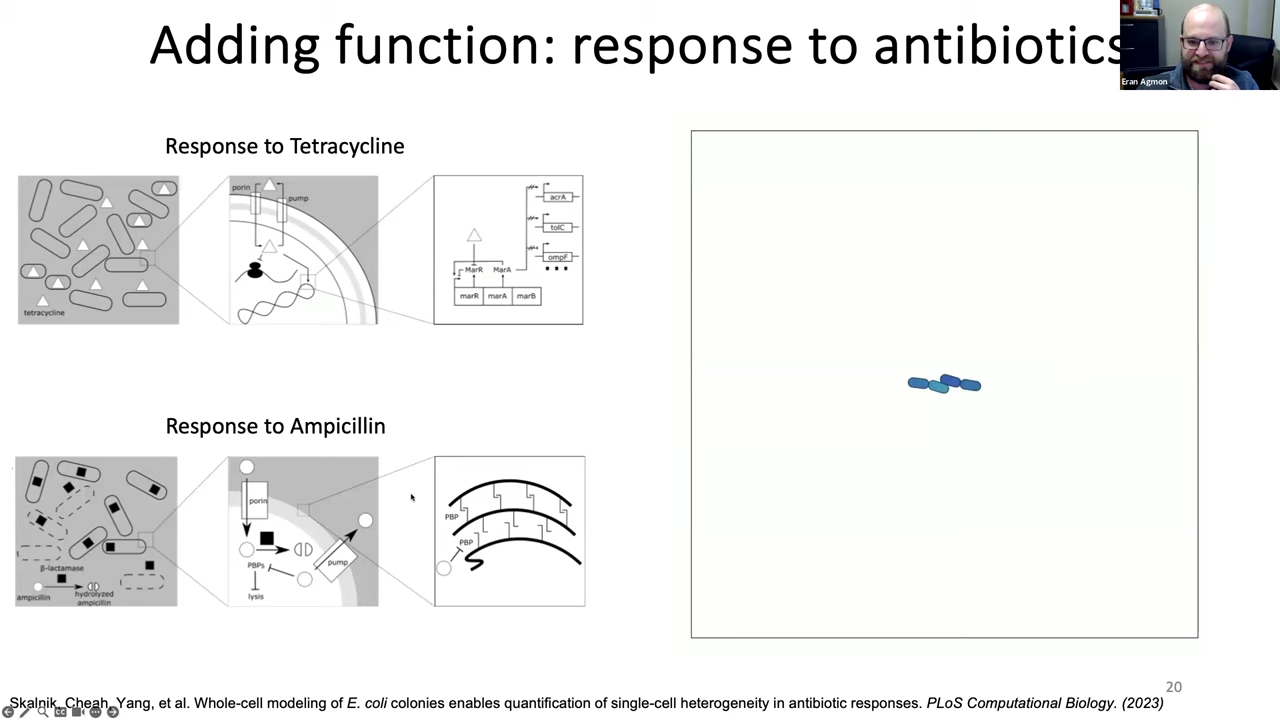 Adding function: response to antibiotics
Eran Agmon
Response to Tetracycline
tetracycline
porin
pump
acrA
tolC
ompF
MarR MarA
marR marA marB
Response to Ampicillin
β-lactamase
ampicillin
hydrolyzed
ampicillin
porin
PBPs
lysis
pump
PBP
PBP
20
Skalnik, Cheah, Yang, et al. Whole-cell modeling of E. coli colonies enables quantification of single-cell heterogeneity in antibiotic responses. PLoS Computational Biology. (2023)